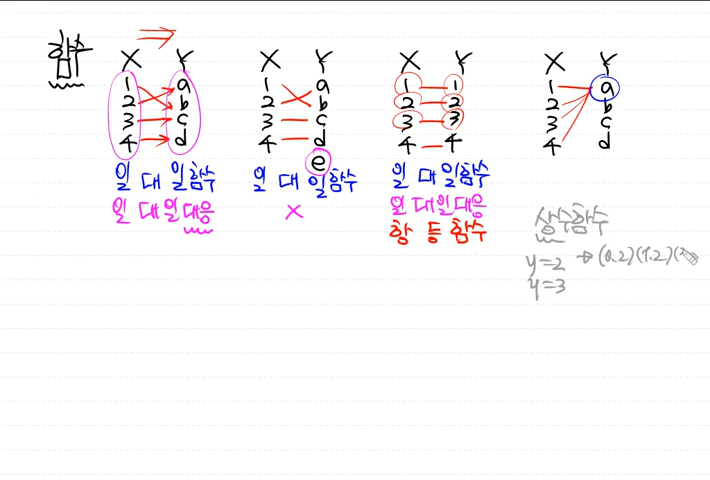 함수
X Y
1 a
2 b
3 c
4 d
일 대 일함수
일 대 일 대응
X Y
1 a
2 b
3 c
4 d
e
일 대 일함수
X
X Y
1 1
2 2
3 3
4 4
일 대 일함수
일 대 일 대응
항 등 함수
X Y
1 a
2 b
3 c
4 d
상수함수
y=2 → (0.2)(1.2)(
y=3